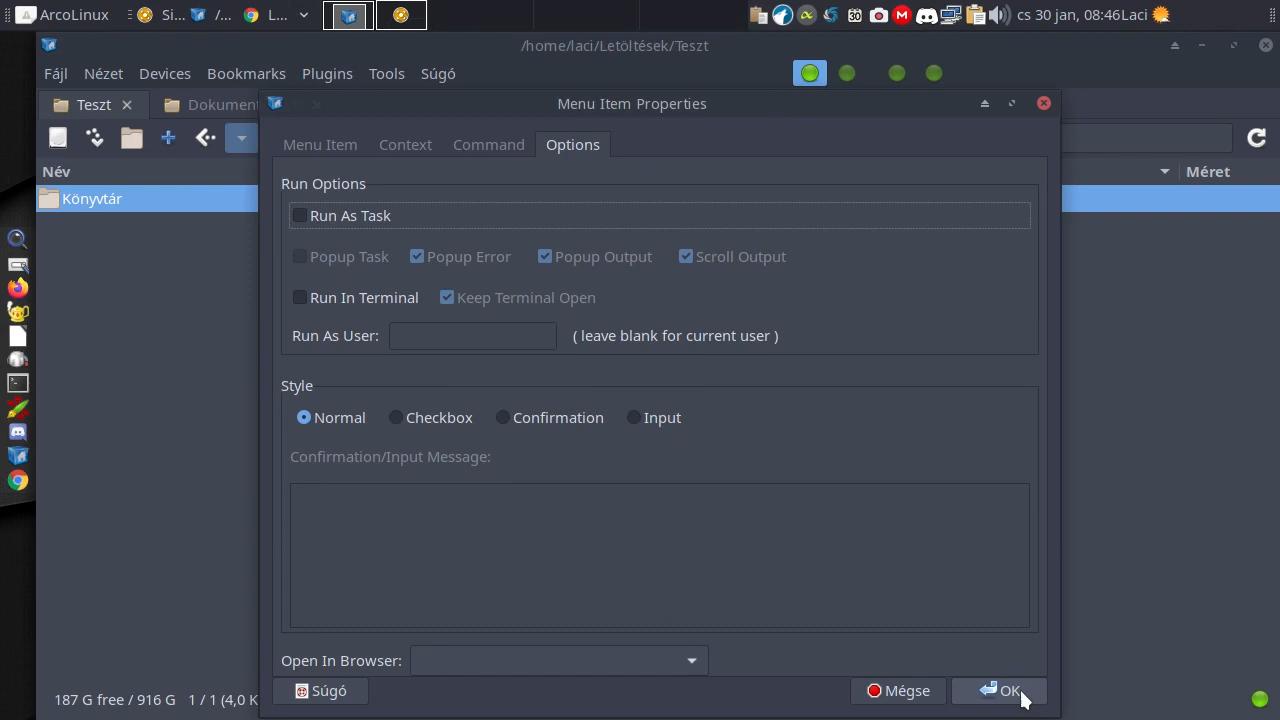 ArcoLinux Si... /... L... 30 cs 30 jan, 08:46 Laci
/home/laci/Letöltések/Teszt
Fájl Nézet Devices Bookmarks Plugins Tools Súgó
Teszt Dokument
Menu Item Properties
Menu Item Context Command Options
Név Méret
Könyvtár
Run Options
Run As Task
Popup Task Popup Error Popup Output Scroll Output
Run In Terminal Keep Terminal Open
Run As User: ( leave blank for current user )
Style
Normal Checkbox Confirmation Input
Confirmation/Input Message:
Open In Browser:
Súgó Mégse OK
187 G free / 916 G 1 / 1 (4,0 K